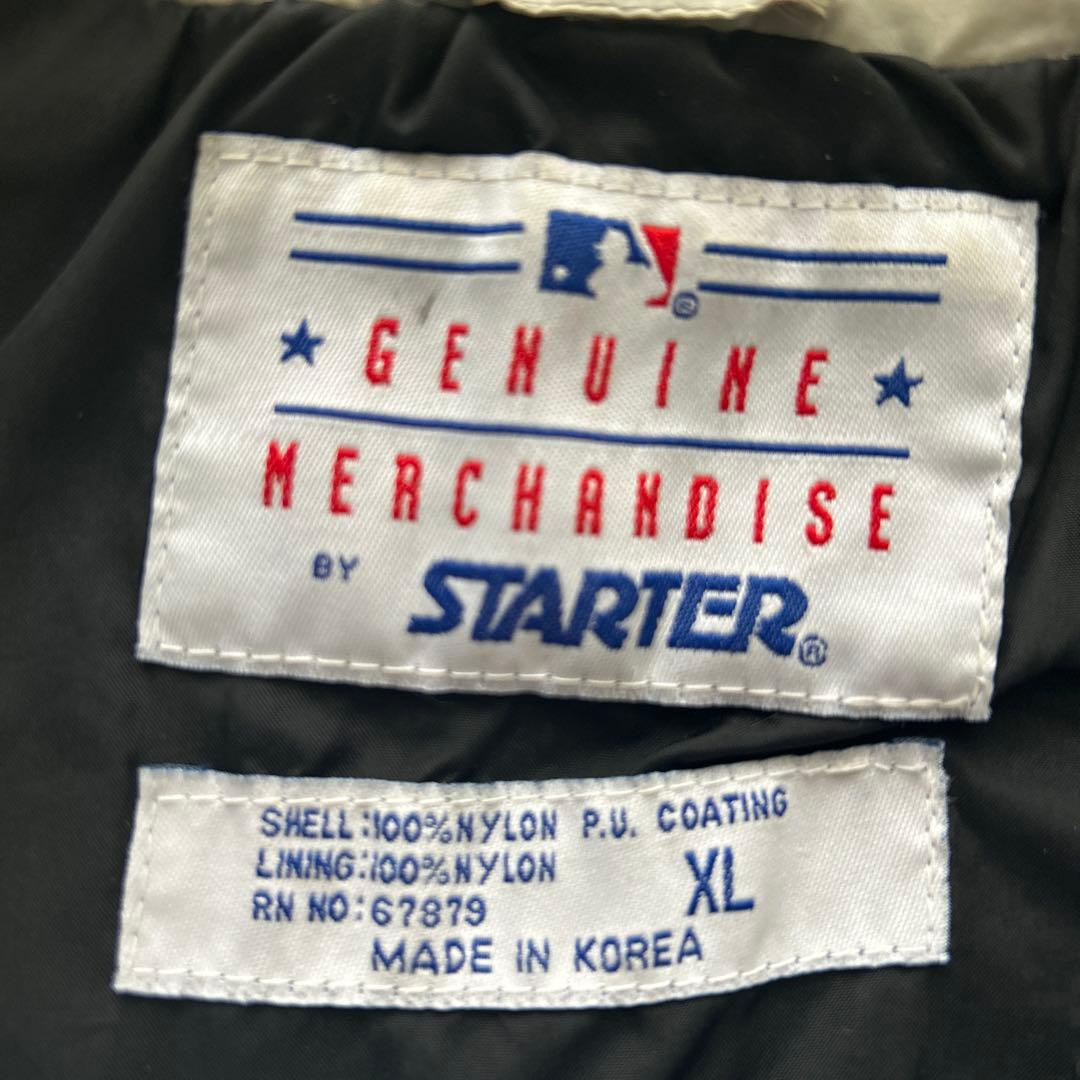 GENUINE
MERCHANDISE
BY STARTER®
SHELL:100%NYLON P.U. COATING
LINING:100%NYLON
XL
RN NO:67879
MADE IN KOREA